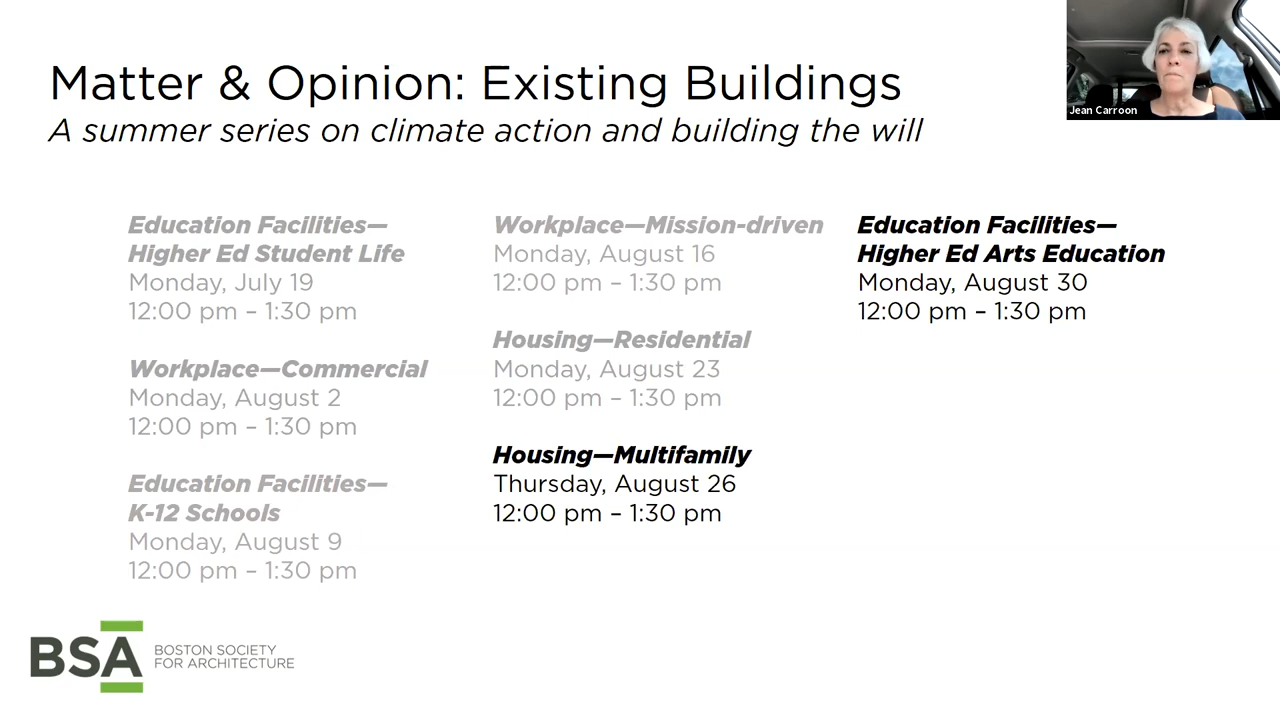 Matter & Opinion: Existing Buildings
A summer series on climate action and building the will
Jean Carroon
Education Facilities—
Higher Ed Student Life
Monday, July 19
12:00 pm – 1:30 pm
Workplace—Commercial
Monday, August 2
12:00 pm – 1:30 pm
Education Facilities—
K-12 Schools
Monday, August 9
12:00 pm – 1:30 pm
Workplace—Mission-driven
Monday, August 16
12:00 pm – 1:30 pm
Housing—Residential
Monday, August 23
12:00 pm – 1:30 pm
Housing—Multifamily
Thursday, August 26
12:00 pm – 1:30 pm
Education Facilities—
Higher Ed Arts Education
Monday, August 30
12:00 pm – 1:30 pm
BSA
BOSTON SOCIETY
FOR ARCHITECTURE